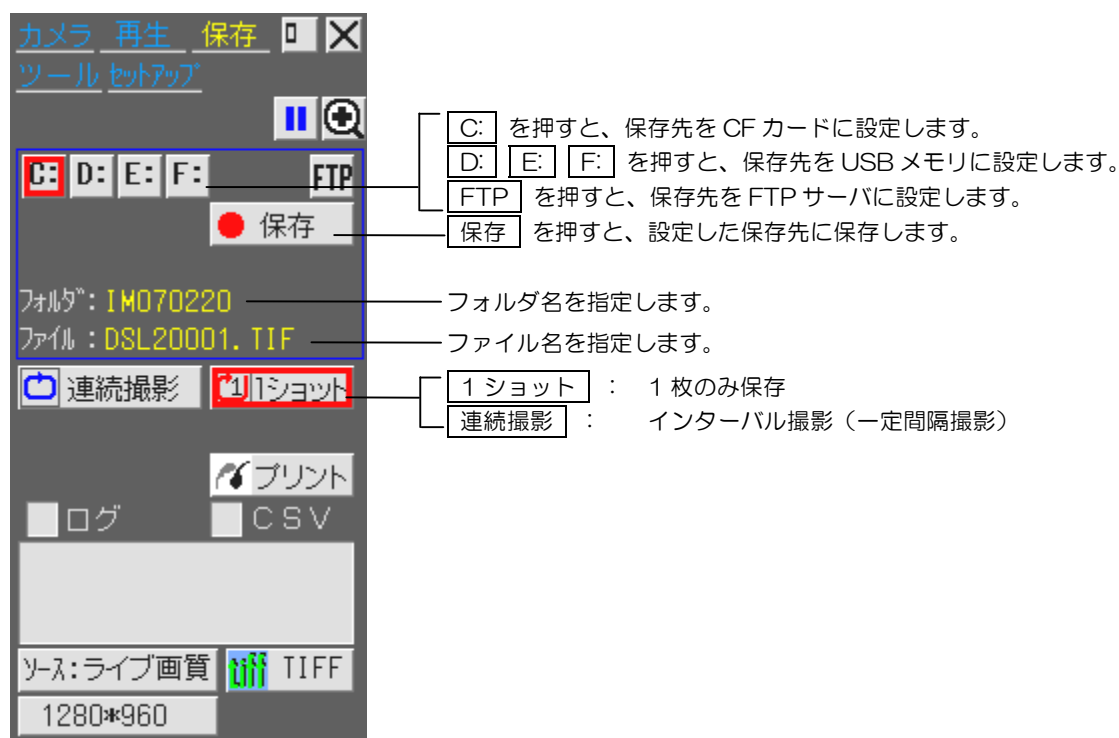 カメラ 再生 保存
ツール ｾｯﾄｱｯﾌﾟ
C: D: E: F: FTP
保存
ﾌｫﾙﾀﾞ: IM070220
ﾌｧｲﾙ : DSL20001.TIF
連続撮影 1 1ショット
プリント
ログ CSV
ｿｰｽ:ライブ画質 tiff TIFF
1280*960
C: を押すと、保存先を CF カードに設定します。
D: E: F: を押すと、保存先を USB メモリに設定します。
FTP を押すと、保存先を FTP サーバに設定します。
保存 を押すと、設定した保存先に保存します。
フォルダ名を指定します。
ファイル名を指定します。
1 ショット : 1 枚のみ保存
連続撮影 : インターバル撮影（一定間隔撮影）